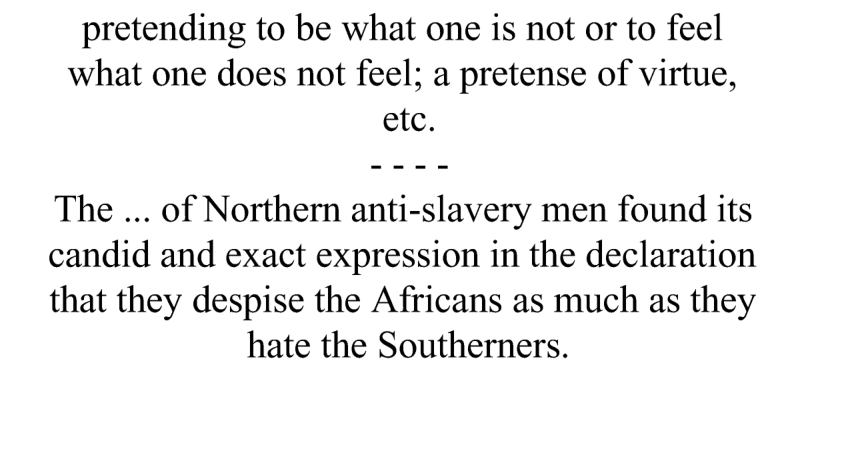 pretending to be what one is not or to feel
what one does not feel; a pretense of virtue,
etc.
- - - -
The ... of Northern anti-slavery men found its
candid and exact expression in the declaration
that they despise the Africans as much as they
hate the Southerners.